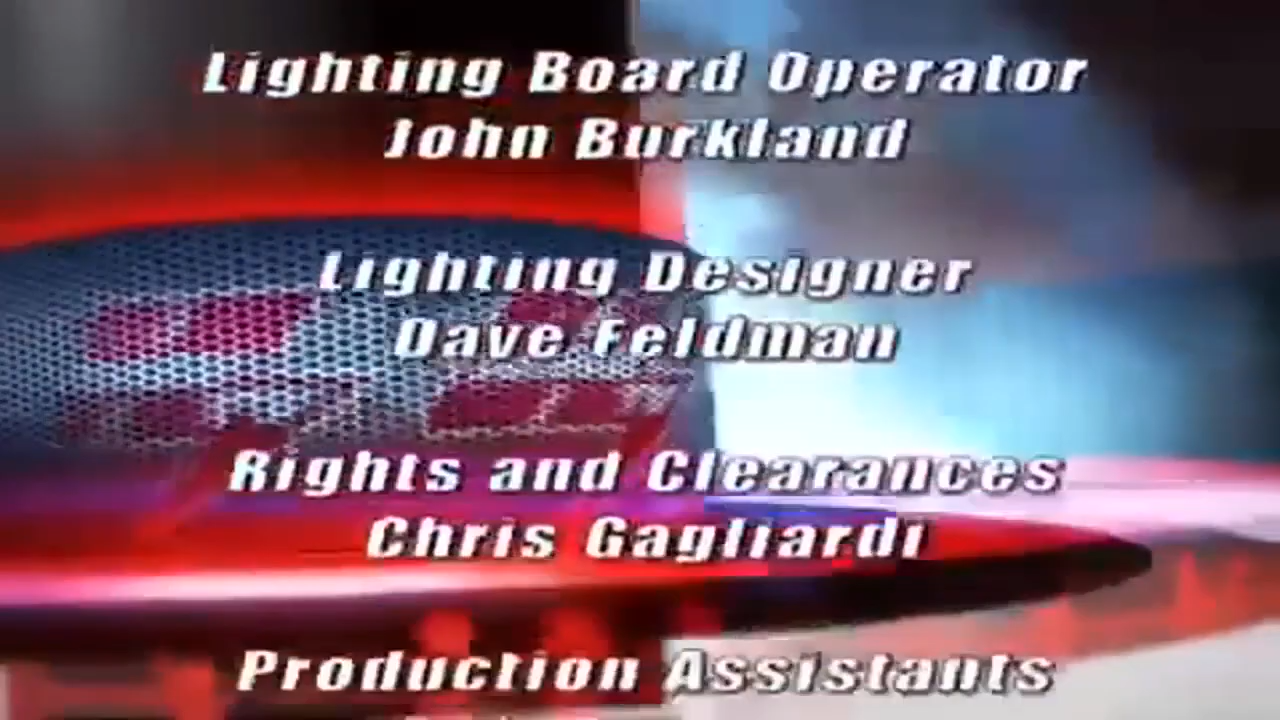 Lighting Board Operator
John Burkland
Lighting Designer
Dave Feldman
Rights and Clearances
Chris Gagliardi
Production Assistants